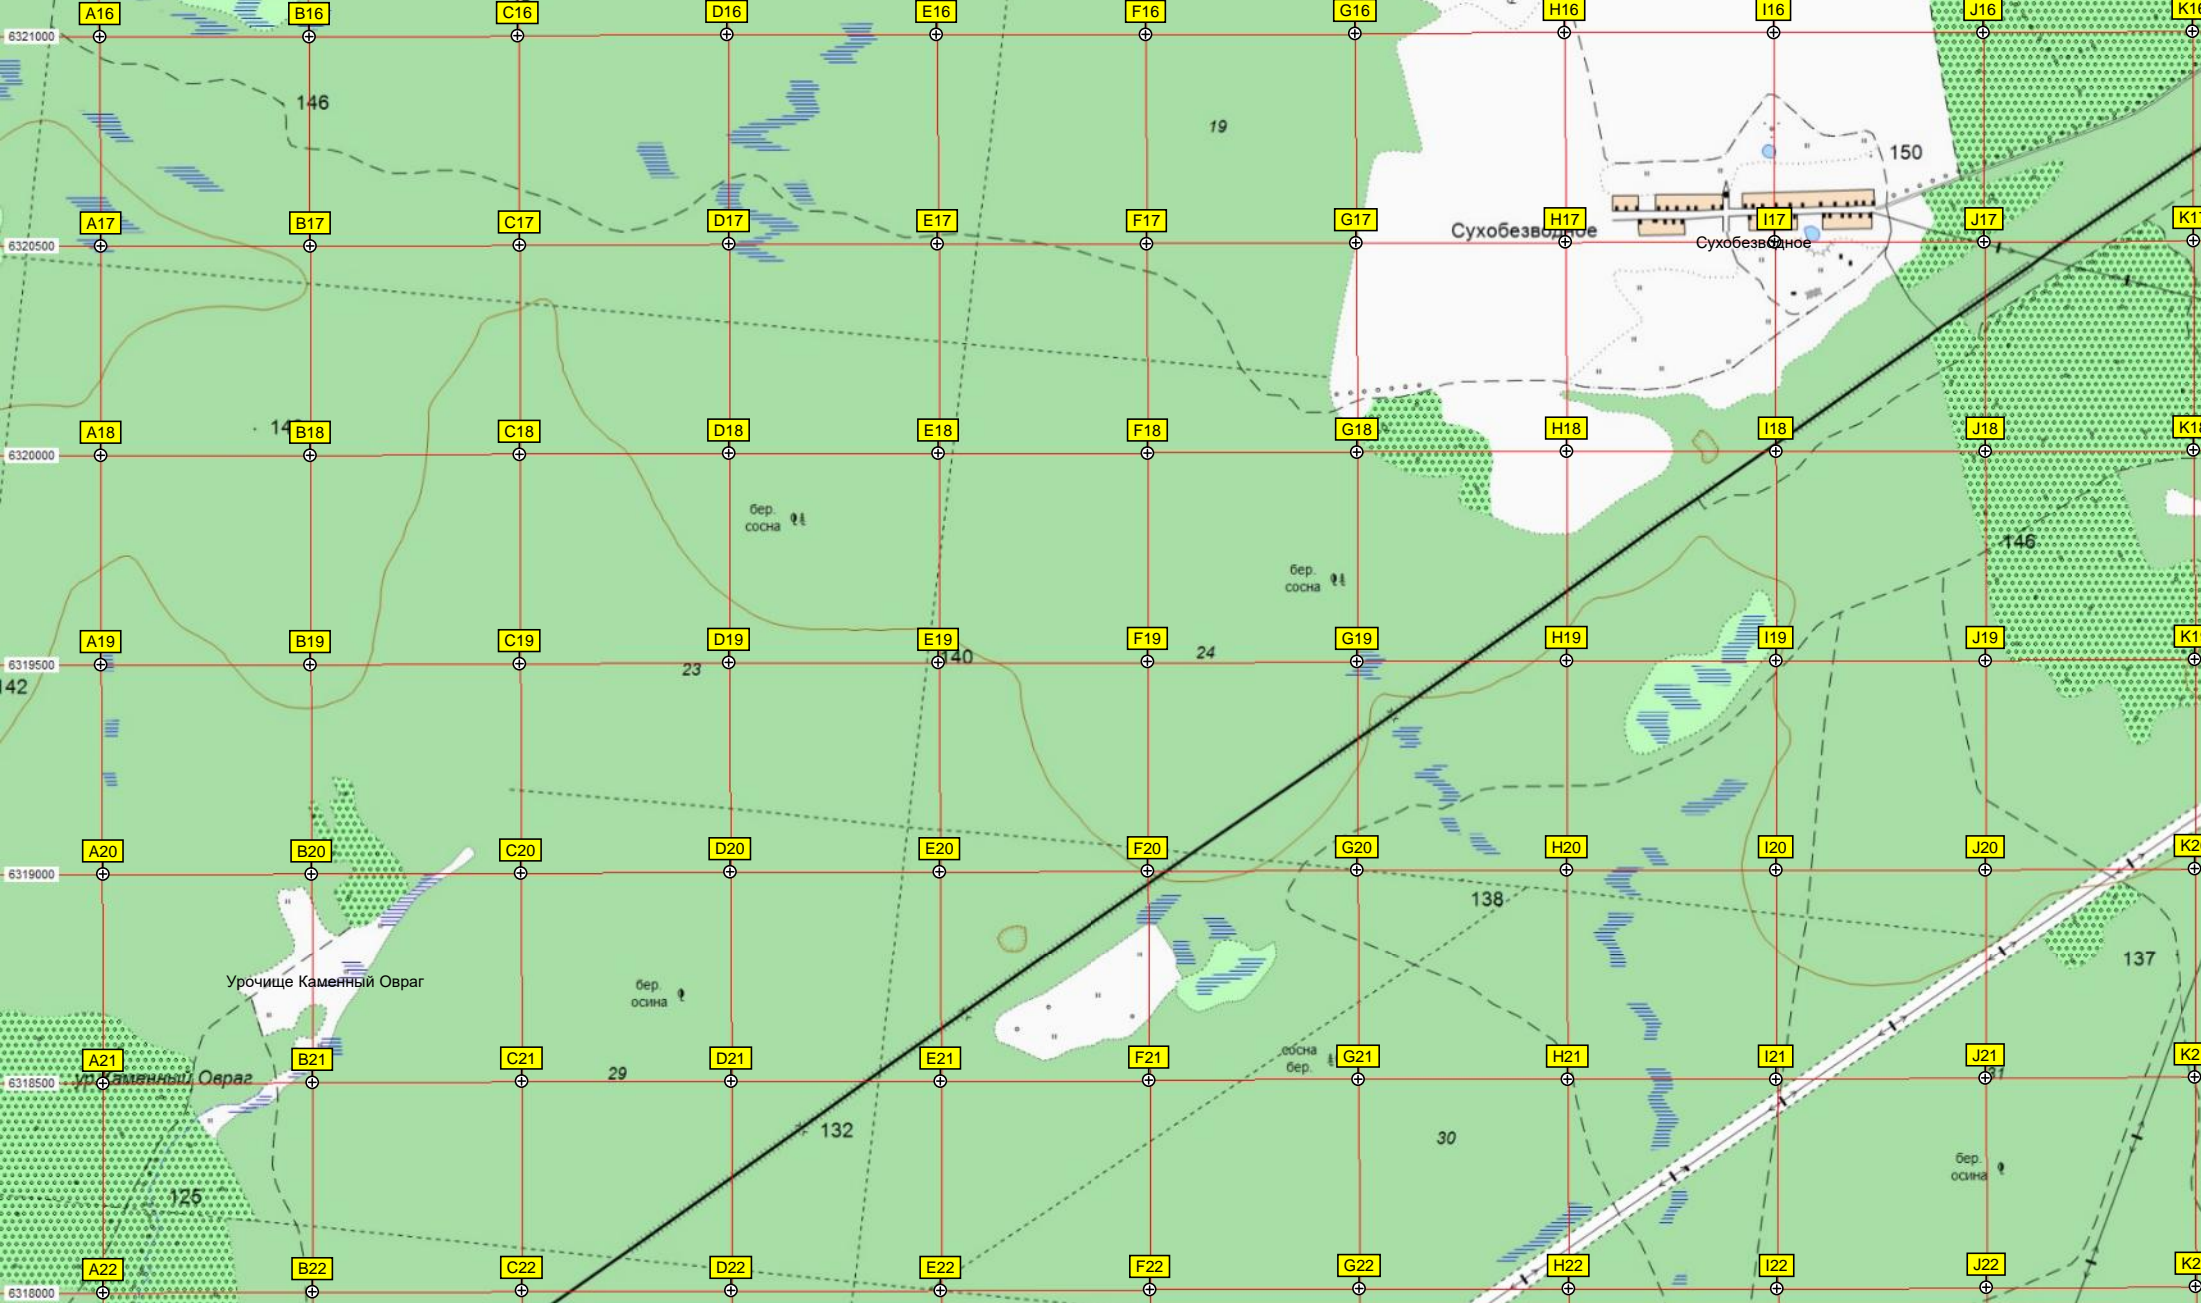 A16 B16 C16 D16 E16 F16 G16 H16 I16 J16
6321000
146
19
150
A17 B17 C17 D17 E17 F17 G17 H17 I17 J17
Сухобезводное
Сухобезводное
6320500
A18 B18 C18 D18 E18 F18 G18 H18 I18 J18
6320000
бер.
сосна
146
бер.
сосна
A19 B19 C19 D19 E19 F19 G19 H19 I19 J19
140
24
6319500
23
142
A20 B20 C20 D20 E20 F20 G20 H20 I20 J20
6319000
138
137
Урочище Каменный Овраг
бер.
осина
сосна
бер.
A21 B21 C21 D21 E21 F21 G21 H21 I21 J21
29
31
ур.Каменный Овраг
6318500
132
30
бер.
осина
125
A22 B22 C22 D22 E22 F22 G22 H22 I22 J22
6318000